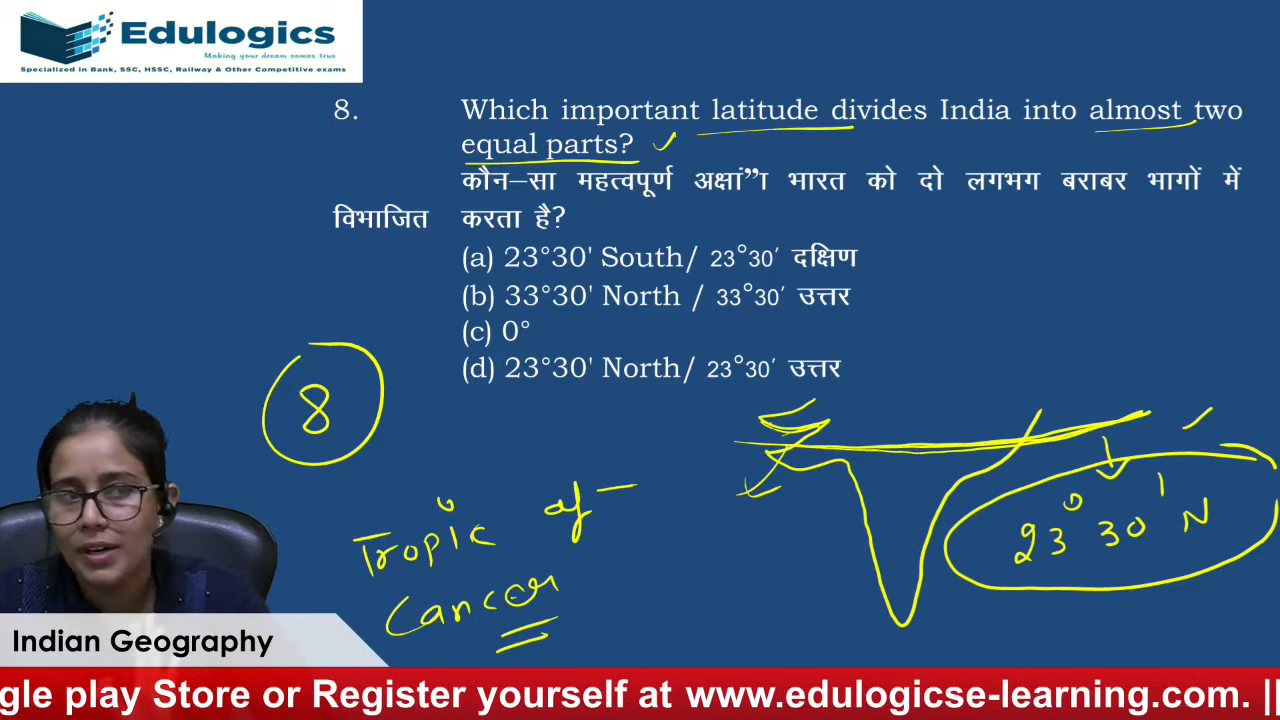 Edulogics
Making your dream comes true
Specialized in Bank, SSC, HSSC, Railway & Other Competitive exams
8. Which important latitude divides India into almost two
equal parts?
कौन–सा महत्वपूर्ण अक्षां”ा भारत को दो लगभग बराबर भागों में
विभाजित करता है?
(a) 23°30' South/ 23°30' दक्षिण
(b) 33°30' North / 33°30' उत्तर
(c) 0°
(d) 23°30' North/ 23°30' उत्तर
8
Tropic of
Cancer
23° 30' N
Indian Geography
gle play Store or Register yourself at www.edulogicse-learning.com. ||